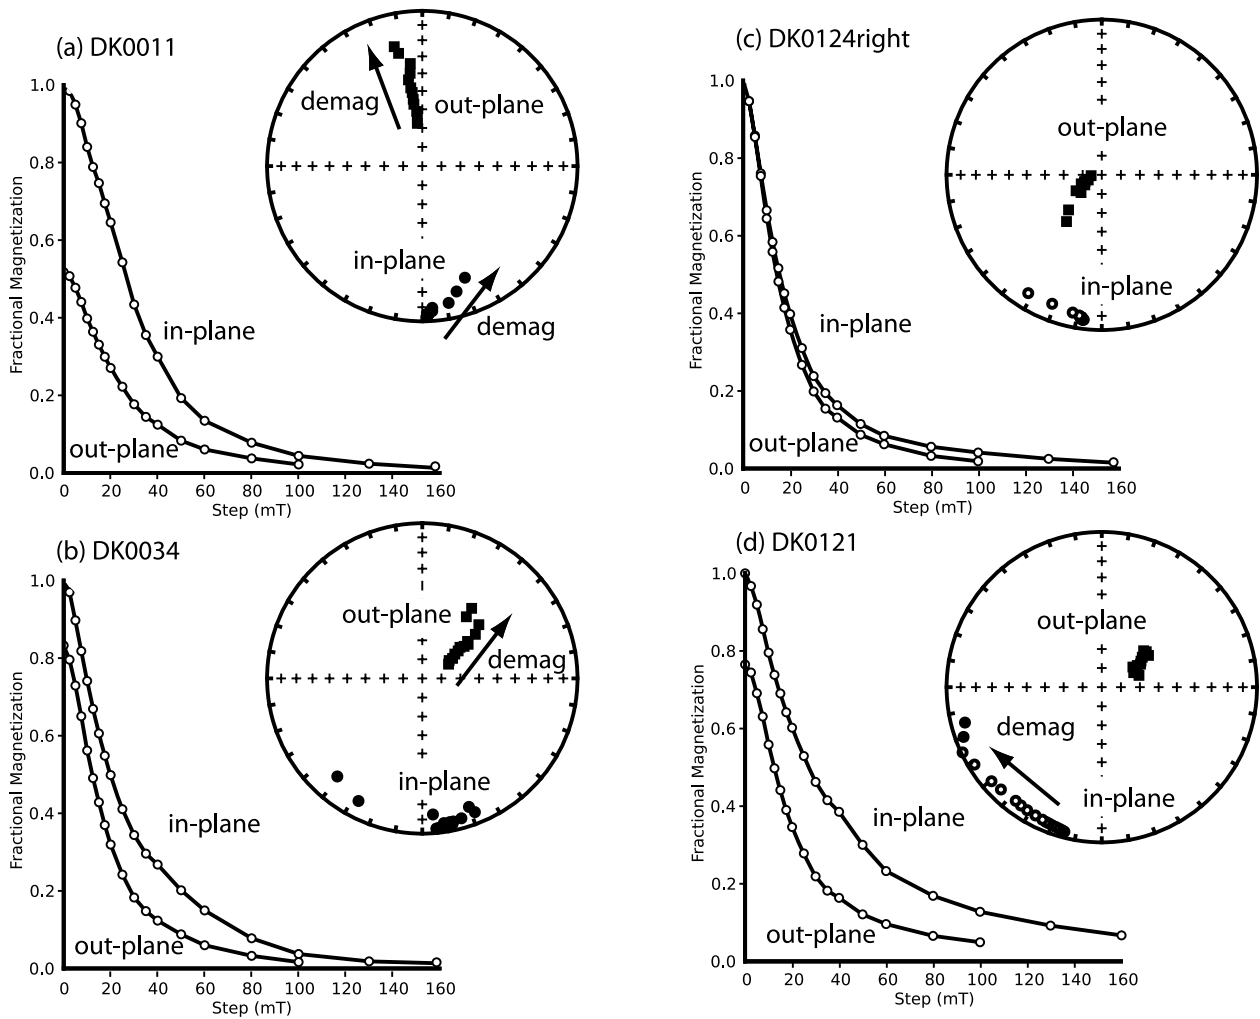 (a) DK0011
demag
out-plane
in-plane
demag
1.0
0.8
0.6
0.4
0.2
0.0
Fractional Magnetization
in-plane
out-plane
0
20
40
60
80
100
120
140
160
Step (mT)
(c) DK0124right
out-plane
in-plane
1.0
0.8
0.6
0.4
0.2
0.0
Fractional Magnetization
in-plane
out-plane
0
20
40
60
80
100
120
140
160
Step (mT)
(b) DK0034
out-plane
demag
in-plane
1.0
0.8
0.6
0.4
0.2
0.0
Fractional Magnetization
in-plane
out-plane
0
20
40
60
80
100
120
140
160
Step (mT)
(d) DK0121
out-plane
demag
in-plane
1.0
0.8
0.6
0.4
0.2
0.0
Fractional Magnetization
in-plane
out-plane
0
20
40
60
80
100
120
140
160
Step (mT)